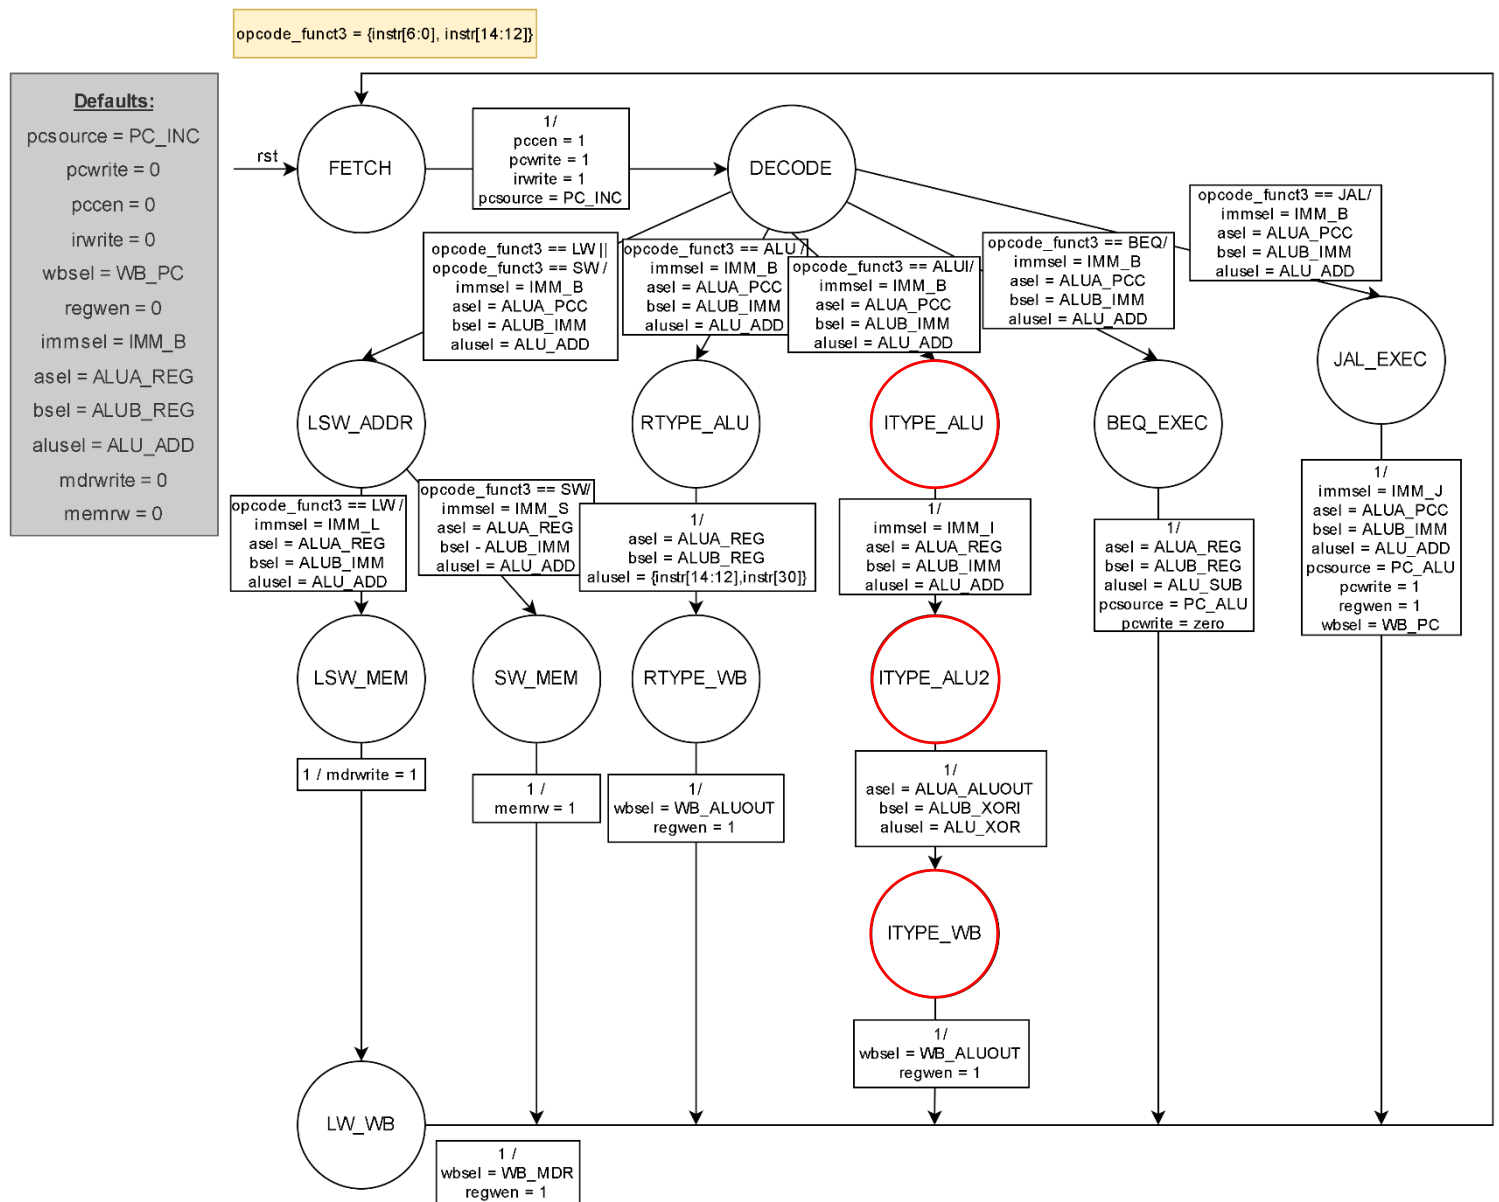 opcode_funct3 = {instr[6:0], instr[14:12]}
Defaults:
pcsource = PC_INC
pcwrite = 0
pccen = 0
irwrite = 0
wbsel = WB_PC
regwen = 0
immsel = IMM_B
asel = ALUA_REG
bsel = ALUB_REG
alusel = ALU_ADD
mdrwrite = 0
memrw = 0
rst
FETCH
1/
pccen = 1
pcwrite = 1
irwrite = 1
pcsource = PC_INC
DECODE
opcode_funct3 == LW ||
opcode_funct3 == SW /
immsel = IMM_B
asel = ALUA_PCC
bsel = ALUB_IMM
alusel = ALU_ADD
opcode_funct3 == ALU /
immsel = IMM_B
asel = ALUA_PCC
bsel = ALUB_IMM
alusel = ALU_ADD
opcode_funct3 == ALUI/
immsel = IMM_B
asel = ALUA_PCC
bsel = ALUB_IMM
alusel = ALU_ADD
opcode_funct3 == BEQ/
immsel = IMM_B
asel = ALUA_PCC
bsel = ALUB_IMM
alusel = ALU_ADD
opcode_funct3 == JAL/
immsel = IMM_B
asel = ALUA_PCC
bsel = ALUB_IMM
alusel = ALU_ADD
LSW_ADDR
RTYPE_ALU
ITYPE_ALU
BEQ_EXEC
JAL_EXEC
opcode_funct3 == LW /
immsel = IMM_L
asel = ALUA_REG
bsel = ALUB_IMM
alusel = ALU_ADD
opcode_funct3 == SW/
immsel = IMM_S
asel = ALUA_REG
bsel - ALUB_IMM
alusel = ALU_ADD
1/
asel = ALUA_REG
bsel = ALUB_REG
alusel = {instr[14:12],instr[30]}
1/
immsel = IMM_I
asel = ALUA_REG
bsel = ALUB_IMM
alusel = ALU_ADD
1/
asel = ALUA_REG
bsel = ALUB_REG
alusel = ALU_SUB
pcsource = PC_ALU
pcwrite = zero
1/
immsel = IMM_J
asel = ALUA_PCC
bsel = ALUB_IMM
alusel = ALU_ADD
pcsource = PC_ALU
pcwrite = 1
regwen = 1
wbsel = WB_PC
LSW_MEM
SW_MEM
RTYPE_WB
ITYPE_ALU2
1 / mdrwrite = 1
1 /
memrw = 1
1/
wbsel = WB_ALUOUT
regwen = 1
1/
asel = ALUA_ALUOUT
bsel = ALUB_XORI
alusel = ALU_XOR
ITYPE_WB
1/
wbsel = WB_ALUOUT
regwen = 1
LW_WB
1 /
wbsel = WB_MDR
regwen = 1